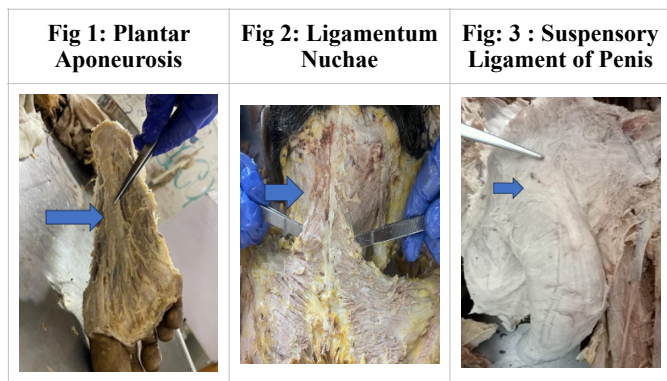 Fig 1: Plantar
Aponeurosis
Fig 2: Ligamentum
Nuchae
Fig: 3 : Suspensory
Ligament of Penis